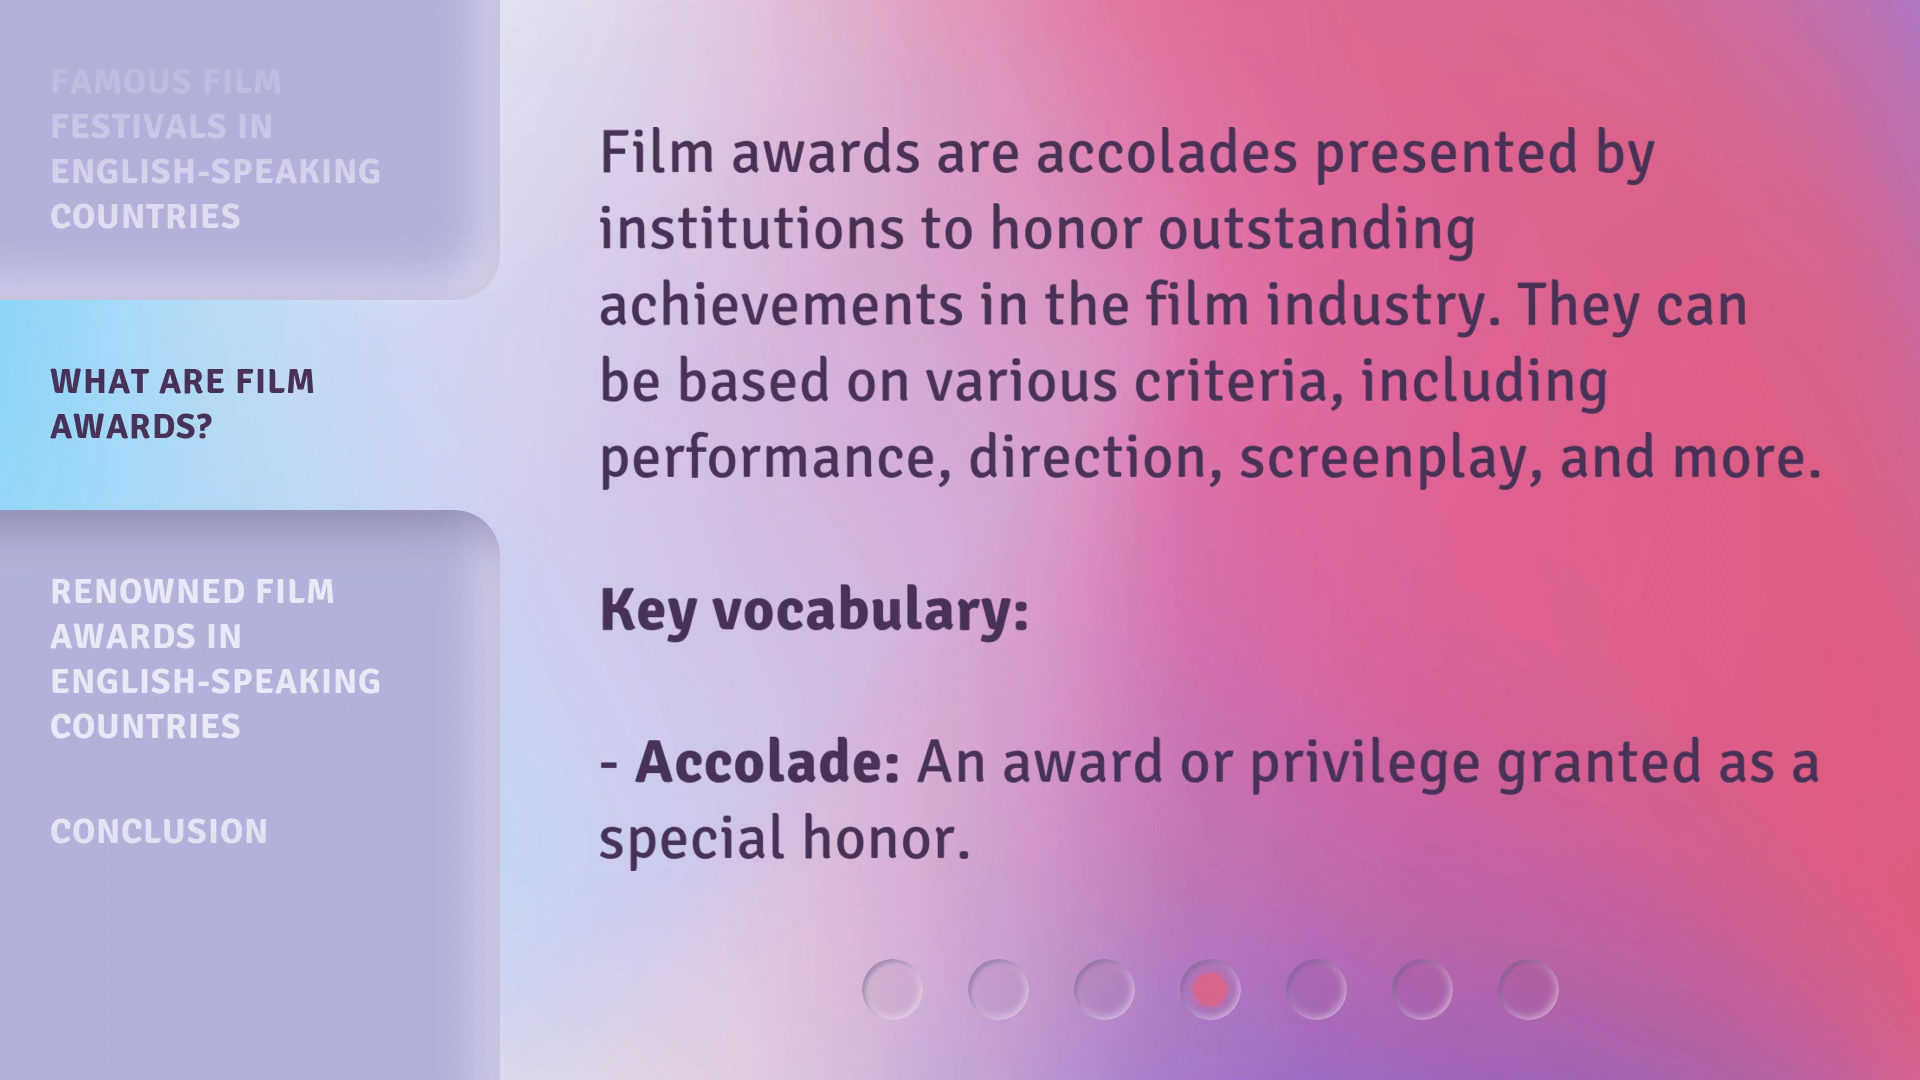 FAMOUS FILM
FESTIVALS IN
ENGLISH-SPEAKING
COUNTRIES
WHAT ARE FILM
AWARDS?
RENOWNED FILM
AWARDS IN
ENGLISH-SPEAKING
COUNTRIES
CONCLUSION
Film awards are accolades presented by
institutions to honor outstanding
achievements in the film industry. They can
be based on various criteria, including
performance, direction, screenplay, and more.
Key vocabulary:
- Accolade: An award or privilege granted as a
special honor.